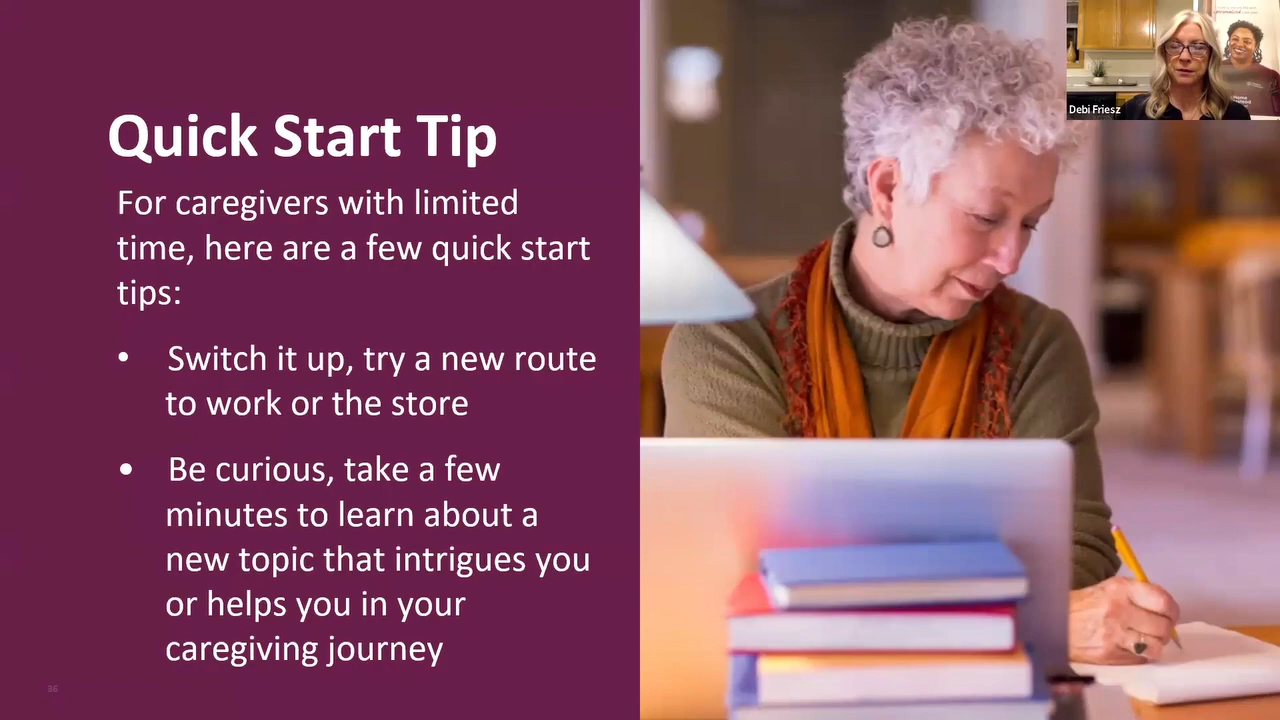 Quick Start Tip
For caregivers with limited
time, here are a few quick start
tips:
• Switch it up, try a new route
to work or the store
• Be curious, take a few
minutes to learn about a
new topic that intrigues you
or helps you in your
caregiving journey
36
Debi Friesz